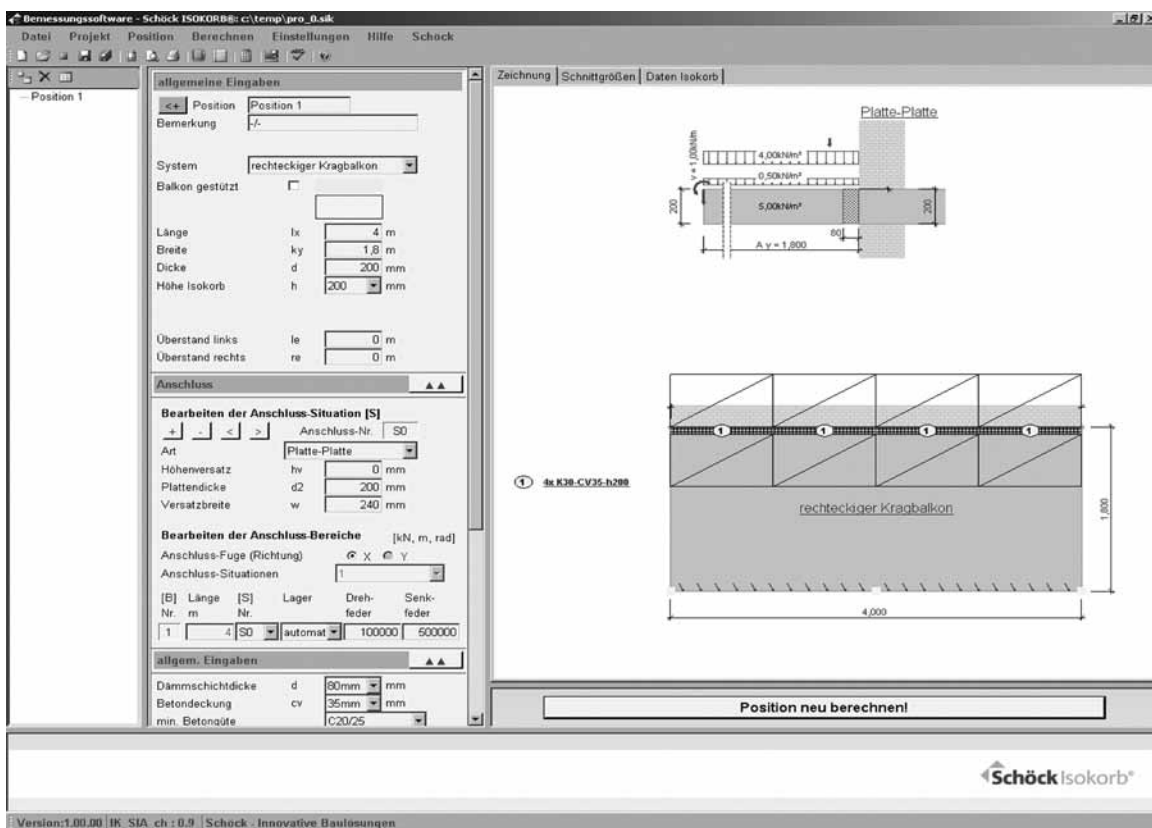 Bemessungssoftware - Schöck ISOKORB®: c:\temp\pro_0.sik
Datei Projekt Position Berechnen Einstellungen Hilfe Schöck
Position 1
allgemeine Eingaben
<+ Position Position 1
Bemerkung -/-
System rechteckiger Kragbalkon
Balkon gestützt
Länge lx 4 m
Breite ky 1,8 m
Dicke d 200 mm
Höhe Isokorb h 200 mm
Überstand links le 0 m
Überstand rechts re 0 m
Anschluss
Bearbeiten der Anschluss-Situation [S]
+ - < > Anschluss-Nr. S0
Art Platte-Platte
Höhenversatz hv 0 mm
Plattendicke d2 200 mm
Versatzbreite w 240 mm
Bearbeiten der Anschluss-Bereiche [kN, m, rad]
Anschluss-Fuge (Richtung) X Y
Anschluss-Situationen 1
[B] Länge [S] Lager Dreh- Senk-
Nr. m Nr. feder feder
1 4 S0 automat 100000 500000
allgem. Eingaben
Dämmschichtdicke d 80mm mm
Betondeckung cv 35mm mm
min. Betongüte C20/25
Zeichnung Schnittgrößen Daten Isokorb
Platte-Platte
v = 1,00kN/m
4,00kN/m²
0,50kN/m²
5,00kN/m²
200
200
80
A y = 1,800
1 1 1 1
1 4x K30-CV35-h200
rechteckiger Kragbalkon
1,800
4,000
Position neu berechnen!
Schöck Isokorb®
Version:1.00.00 IK_SIA_ch : 0.9 Schöck - Innovative Baulösungen